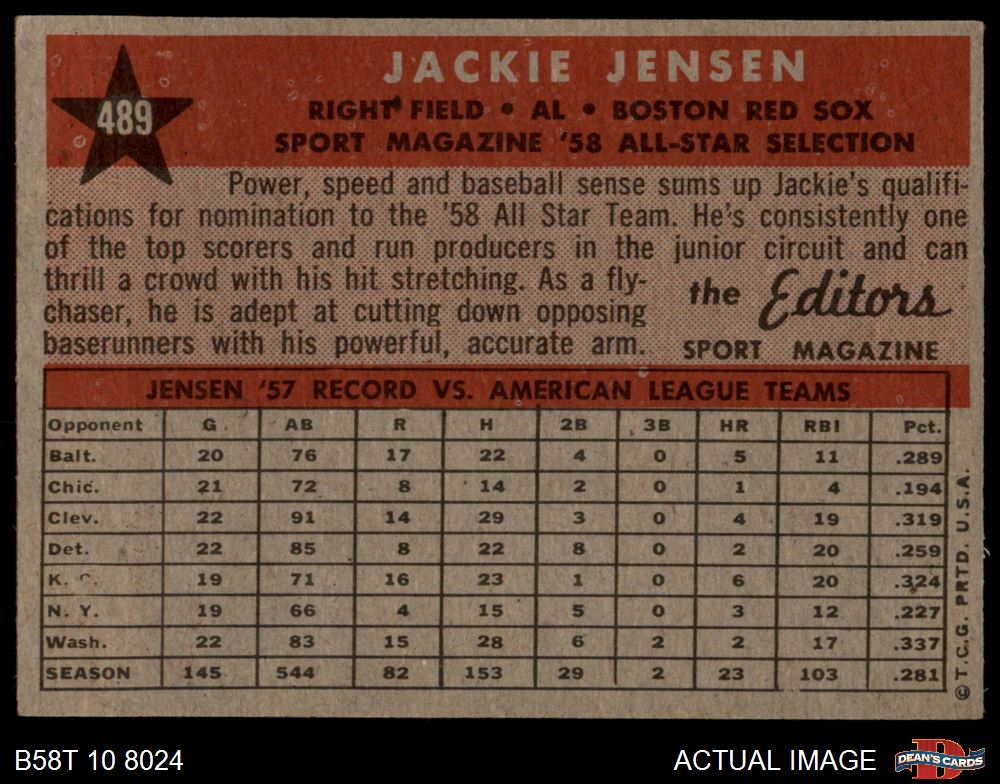 489
JACKIE JENSEN
RIGHT FIELD • AL • BOSTON RED SOX
SPORT MAGAZINE '58 ALL-STAR SELECTION
Power, speed and baseball sense sums up Jackie's qualifi-
cations for nomination to the '58 All Star Team. He's consistently one
of the top scorers and run producers in the junior circuit and can
thrill a crowd with his hit stretching. As a fly-
chaser, he is adept at cutting down opposing
baserunners with his powerful, accurate arm.
the Editors
SPORT MAGAZINE
JENSEN '57 RECORD VS. AMERICAN LEAGUE TEAMS
Opponent G. AB R H 2B 3B HR RBI Pct.
Balt. 20 76 17 22 4 0 5 11 .289
Chic. 21 72 8 14 2 0 1 4 .194
Clev. 22 91 14 29 3 0 4 19 .319
Det. 22 85 8 22 8 0 2 20 .259
K. C. 19 71 16 23 1 0 6 20 .324
N. Y. 19 66 4 15 5 0 3 12 .227
Wash. 22 83 15 28 6 2 2 17 .337
SEASON 145 544 82 153 29 2 23 103 .281
© T.C.G. PRTD. U.S.A.
B58T 10 8024
ACTUAL IMAGE
D
DEAN'S CARDS